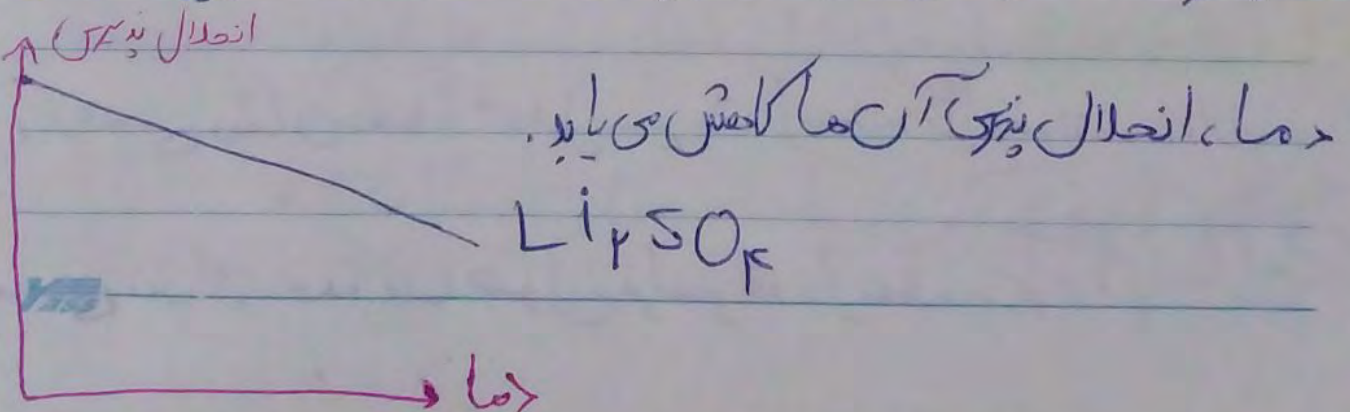 انحلال پذیری
دما، انحلال پذیری آن ها کاهش می یابد.
Li۲SO۴
دما